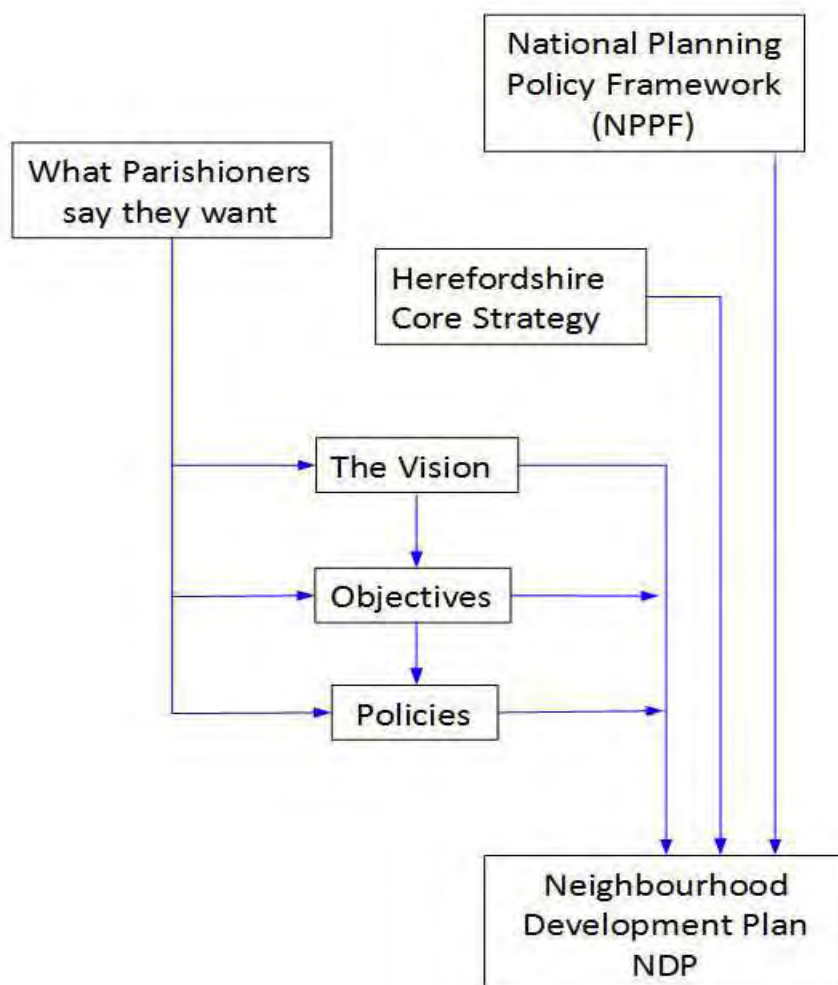 National Planning
Policy Framework
(NPPF)
What Parishioners
say they want
Herefordshire
Core Strategy
The Vision
Objectives
Policies
Neighbourhood
Development Plan
NDP